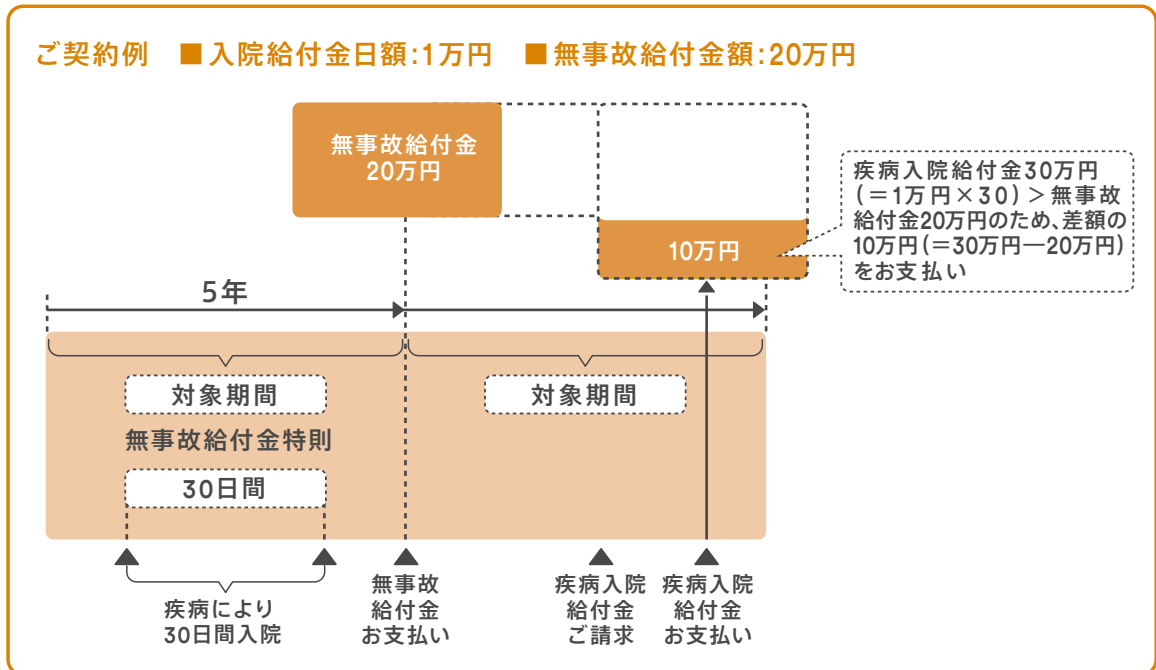 ご契約例 ■入院給付金日額:1万円 ■無事故給付金額:20万円
無事故給付金
20万円
疾病入院給付金30万円
(=1万円×30)>無事故
給付金20万円のため、差額の
10万円(=30万円―20万円)
をお支払い
10万円
5年
対象期間
対象期間
無事故給付金特則
30日間
疾病により
30日間入院
無事故
給付金
お支払い
疾病入院
給付金
ご請求
疾病入院
給付金
お支払い